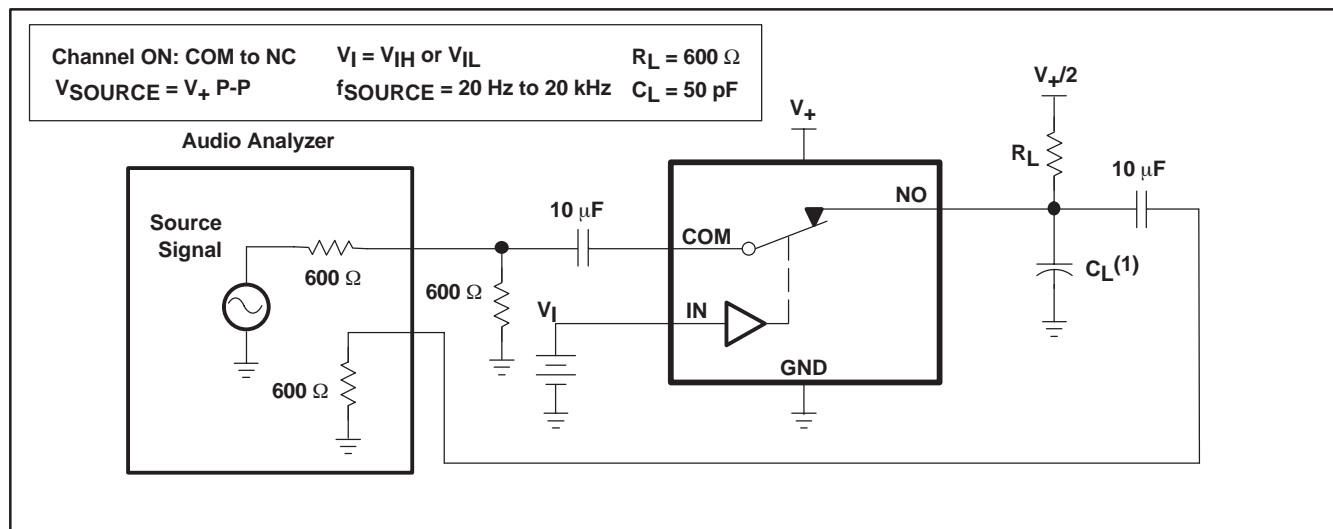 Channel ON: COM to NC V_I = V_IH or V_IL R_L = 600 Ω
V_SOURCE = V_+ P-P f_SOURCE = 20 Hz to 20 kHz C_L = 50 pF
V_+/2
V_+
Audio Analyzer
R_L
10 μF
NO
Source
Signal
10 μF
COM
600 Ω
600 Ω
C_L(1)
V_I
IN
GND
600 Ω